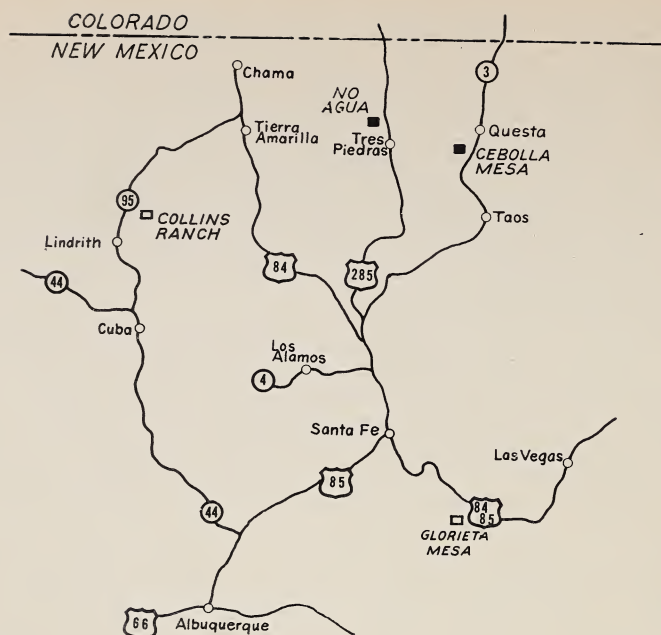 COLORADO
NEW MEXICO
Chama
3
NO
AGUA
Tierra
Amarilla
Tres
Piedras
Questa
CEBOLLA
MESA
95
COLLINS
RANCH
Taos
Lindrith
84
285
44
Cuba
Los
Alamos
4
Santa Fe
Las Vegas
85
84
85
44
GLORIETA
MESA
66
Albuquerque